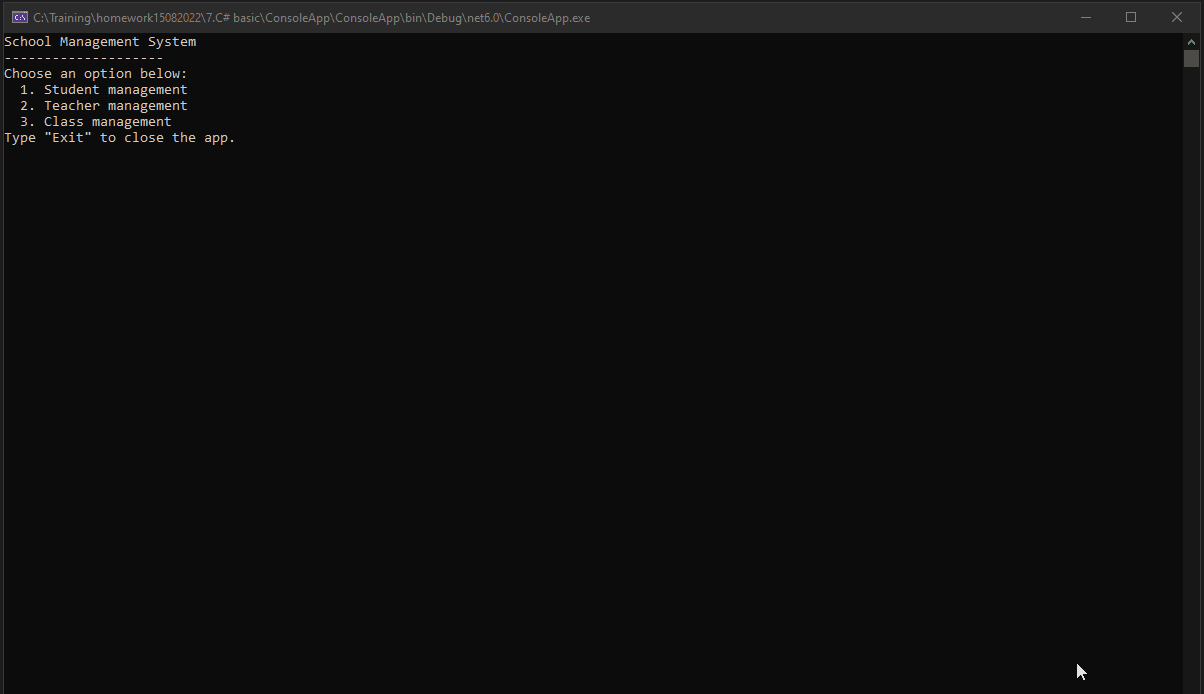 C:\Training\homework15082022\7.C# basic\ConsoleApp\ConsoleApp\bin\Debug\net6.0\ConsoleApp.exe
School Management System
--------------------
Choose an option below:
  1. Student management
  2. Teacher management
  3. Class management
Type "Exit" to close the app.